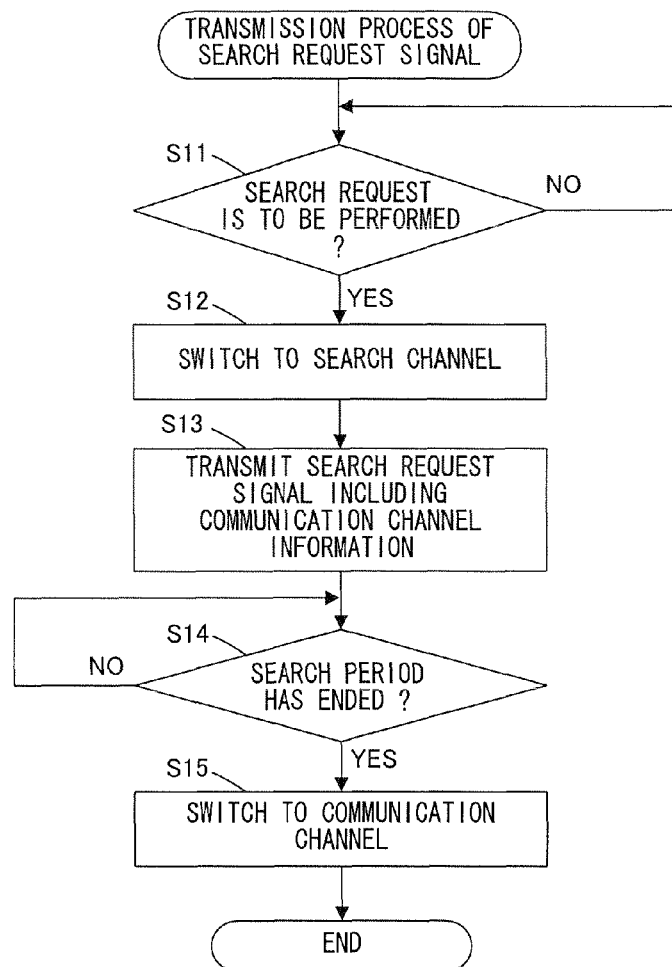 TRANSMISSION PROCESS OF
SEARCH REQUEST SIGNAL
S11
SEARCH REQUEST
IS TO BE PERFORMED
?
NO
YES
S12
SWITCH TO SEARCH CHANNEL
S13
TRANSMIT SEARCH REQUEST
SIGNAL INCLUDING
COMMUNICATION CHANNEL
INFORMATION
S14
NO
SEARCH PERIOD
HAS ENDED ?
YES
S15
SWITCH TO COMMUNICATION
CHANNEL
END